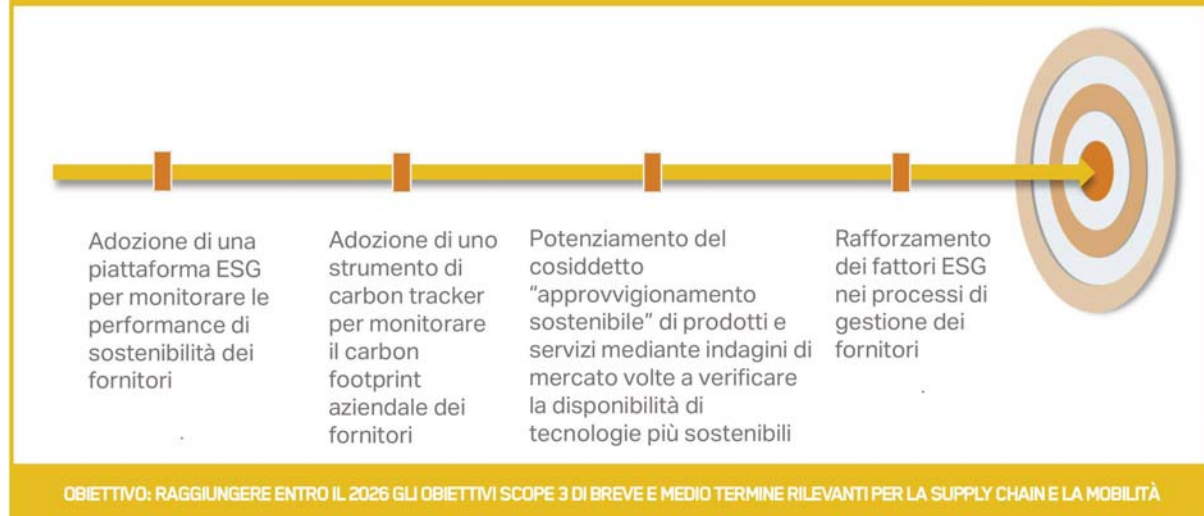 Adozione di una
piattaforma ESG
per monitorare le
performance di
sostenibilità dei
fornitori
Adozione di uno
strumento di
carbon tracker
per monitorare
il carbon
footprint
aziendale dei
fornitori
Potenziamento del
cosiddetto
"approvvigionamento
sostenibile" di prodotti e
servizi mediante indagini di
mercato volte a verificare
la disponibilità di
tecnologie più sostenibili
Rafforzamento
dei fattori ESG
nei processi di
gestione dei
fornitori
OBIETTIVO: RAGGIUNGERE ENTRO IL 2026 GLI OBIETTIVI SCOPE 3 DI BREVE E MEDIO TERMINE RILEVANTI PER LA SUPPLY CHAIN E LA MOBILITÀ